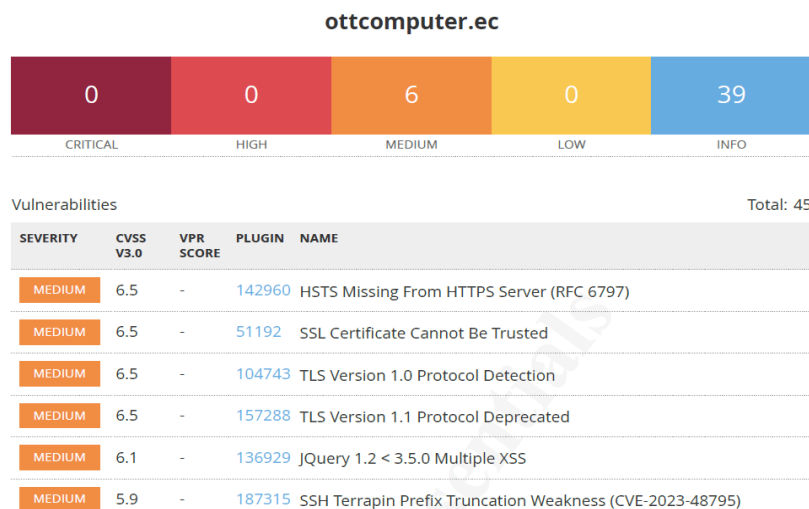 ottcomputer.ec
0 0 6 0 39
CRITICAL HIGH MEDIUM LOW INFO
Vulnerabilities Total: 45
SEVERITY CVSS V3.0 VPR SCORE PLUGIN NAME
MEDIUM 6.5 - 142960 HSTS Missing From HTTPS Server (RFC 6797)
MEDIUM 6.5 - 51192 SSL Certificate Cannot Be Trusted
MEDIUM 6.5 - 104743 TLS Version 1.0 Protocol Detection
MEDIUM 6.5 - 157288 TLS Version 1.1 Protocol Deprecated
MEDIUM 6.1 - 136929 JQuery 1.2 < 3.5.0 Multiple XSS
MEDIUM 5.9 - 187315 SSH Terrapin Prefix Truncation Weakness (CVE-2023-48795)